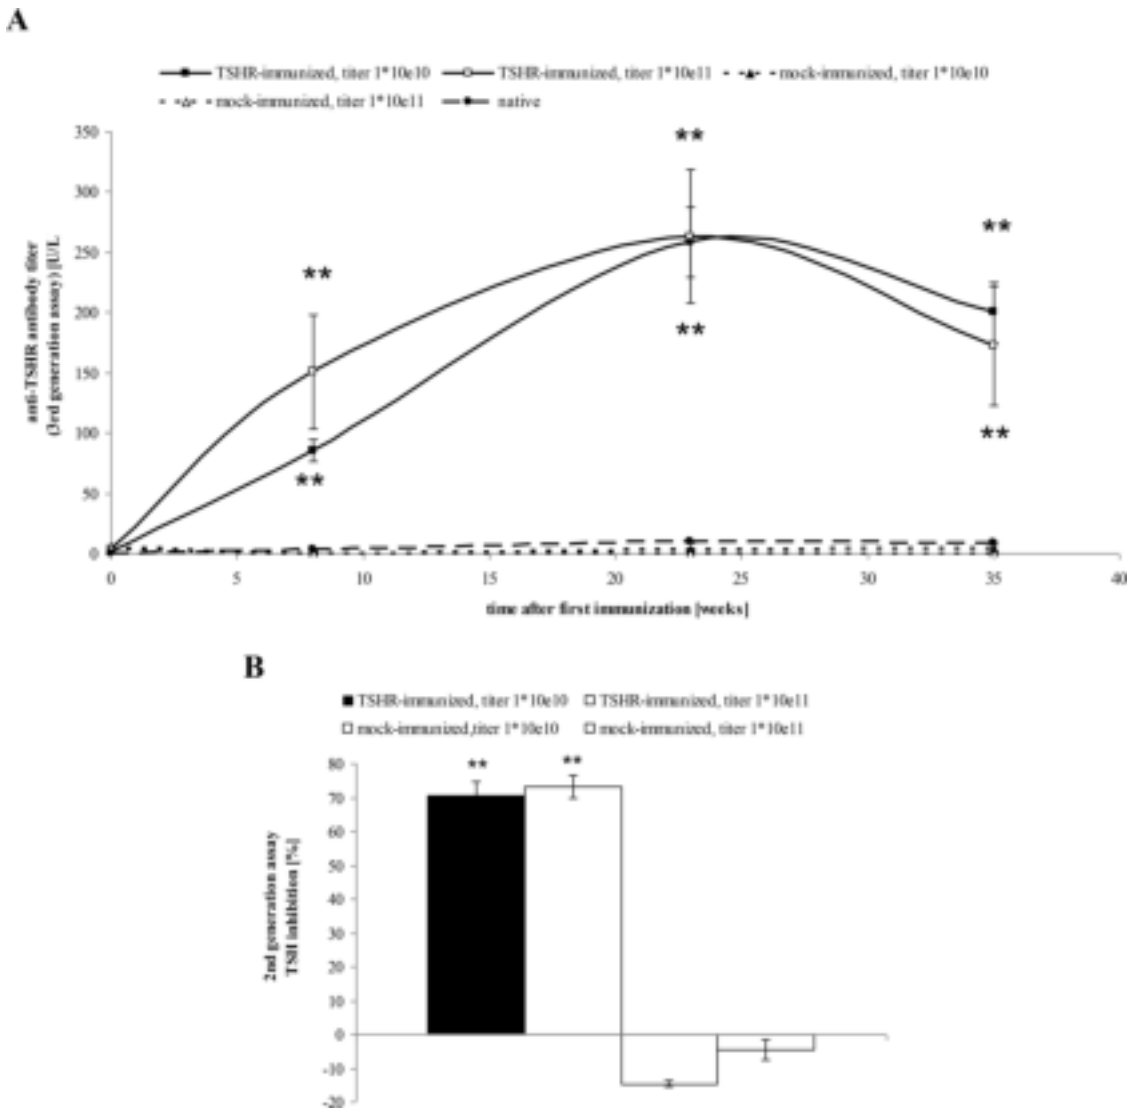 A
TSHR-immunized, titer 1*10e10 TSHR-immunized, titer 1*10e11 mock-immunized, titer 1*10e10
mock-immunized, titer 1*10e11 native
350
300
250
200
150
100
50
0
anti-TSHR antibody titer
(3rd generation assay) [U/L
**
**
**
**
**
**
0 5 10 15 20 25 30 35 40
time after first immunization [weeks]
B
TSHR-immunized, titer 1*10e10 TSHR-immunized, titer 1*10e11
mock-immunized,titer 1*10e10 mock-immunized, titer 1*10e11
80
70
60
50
40
30
20
10
0
-10
-20
2nd generation assay
TSH inhibition [%]
** **